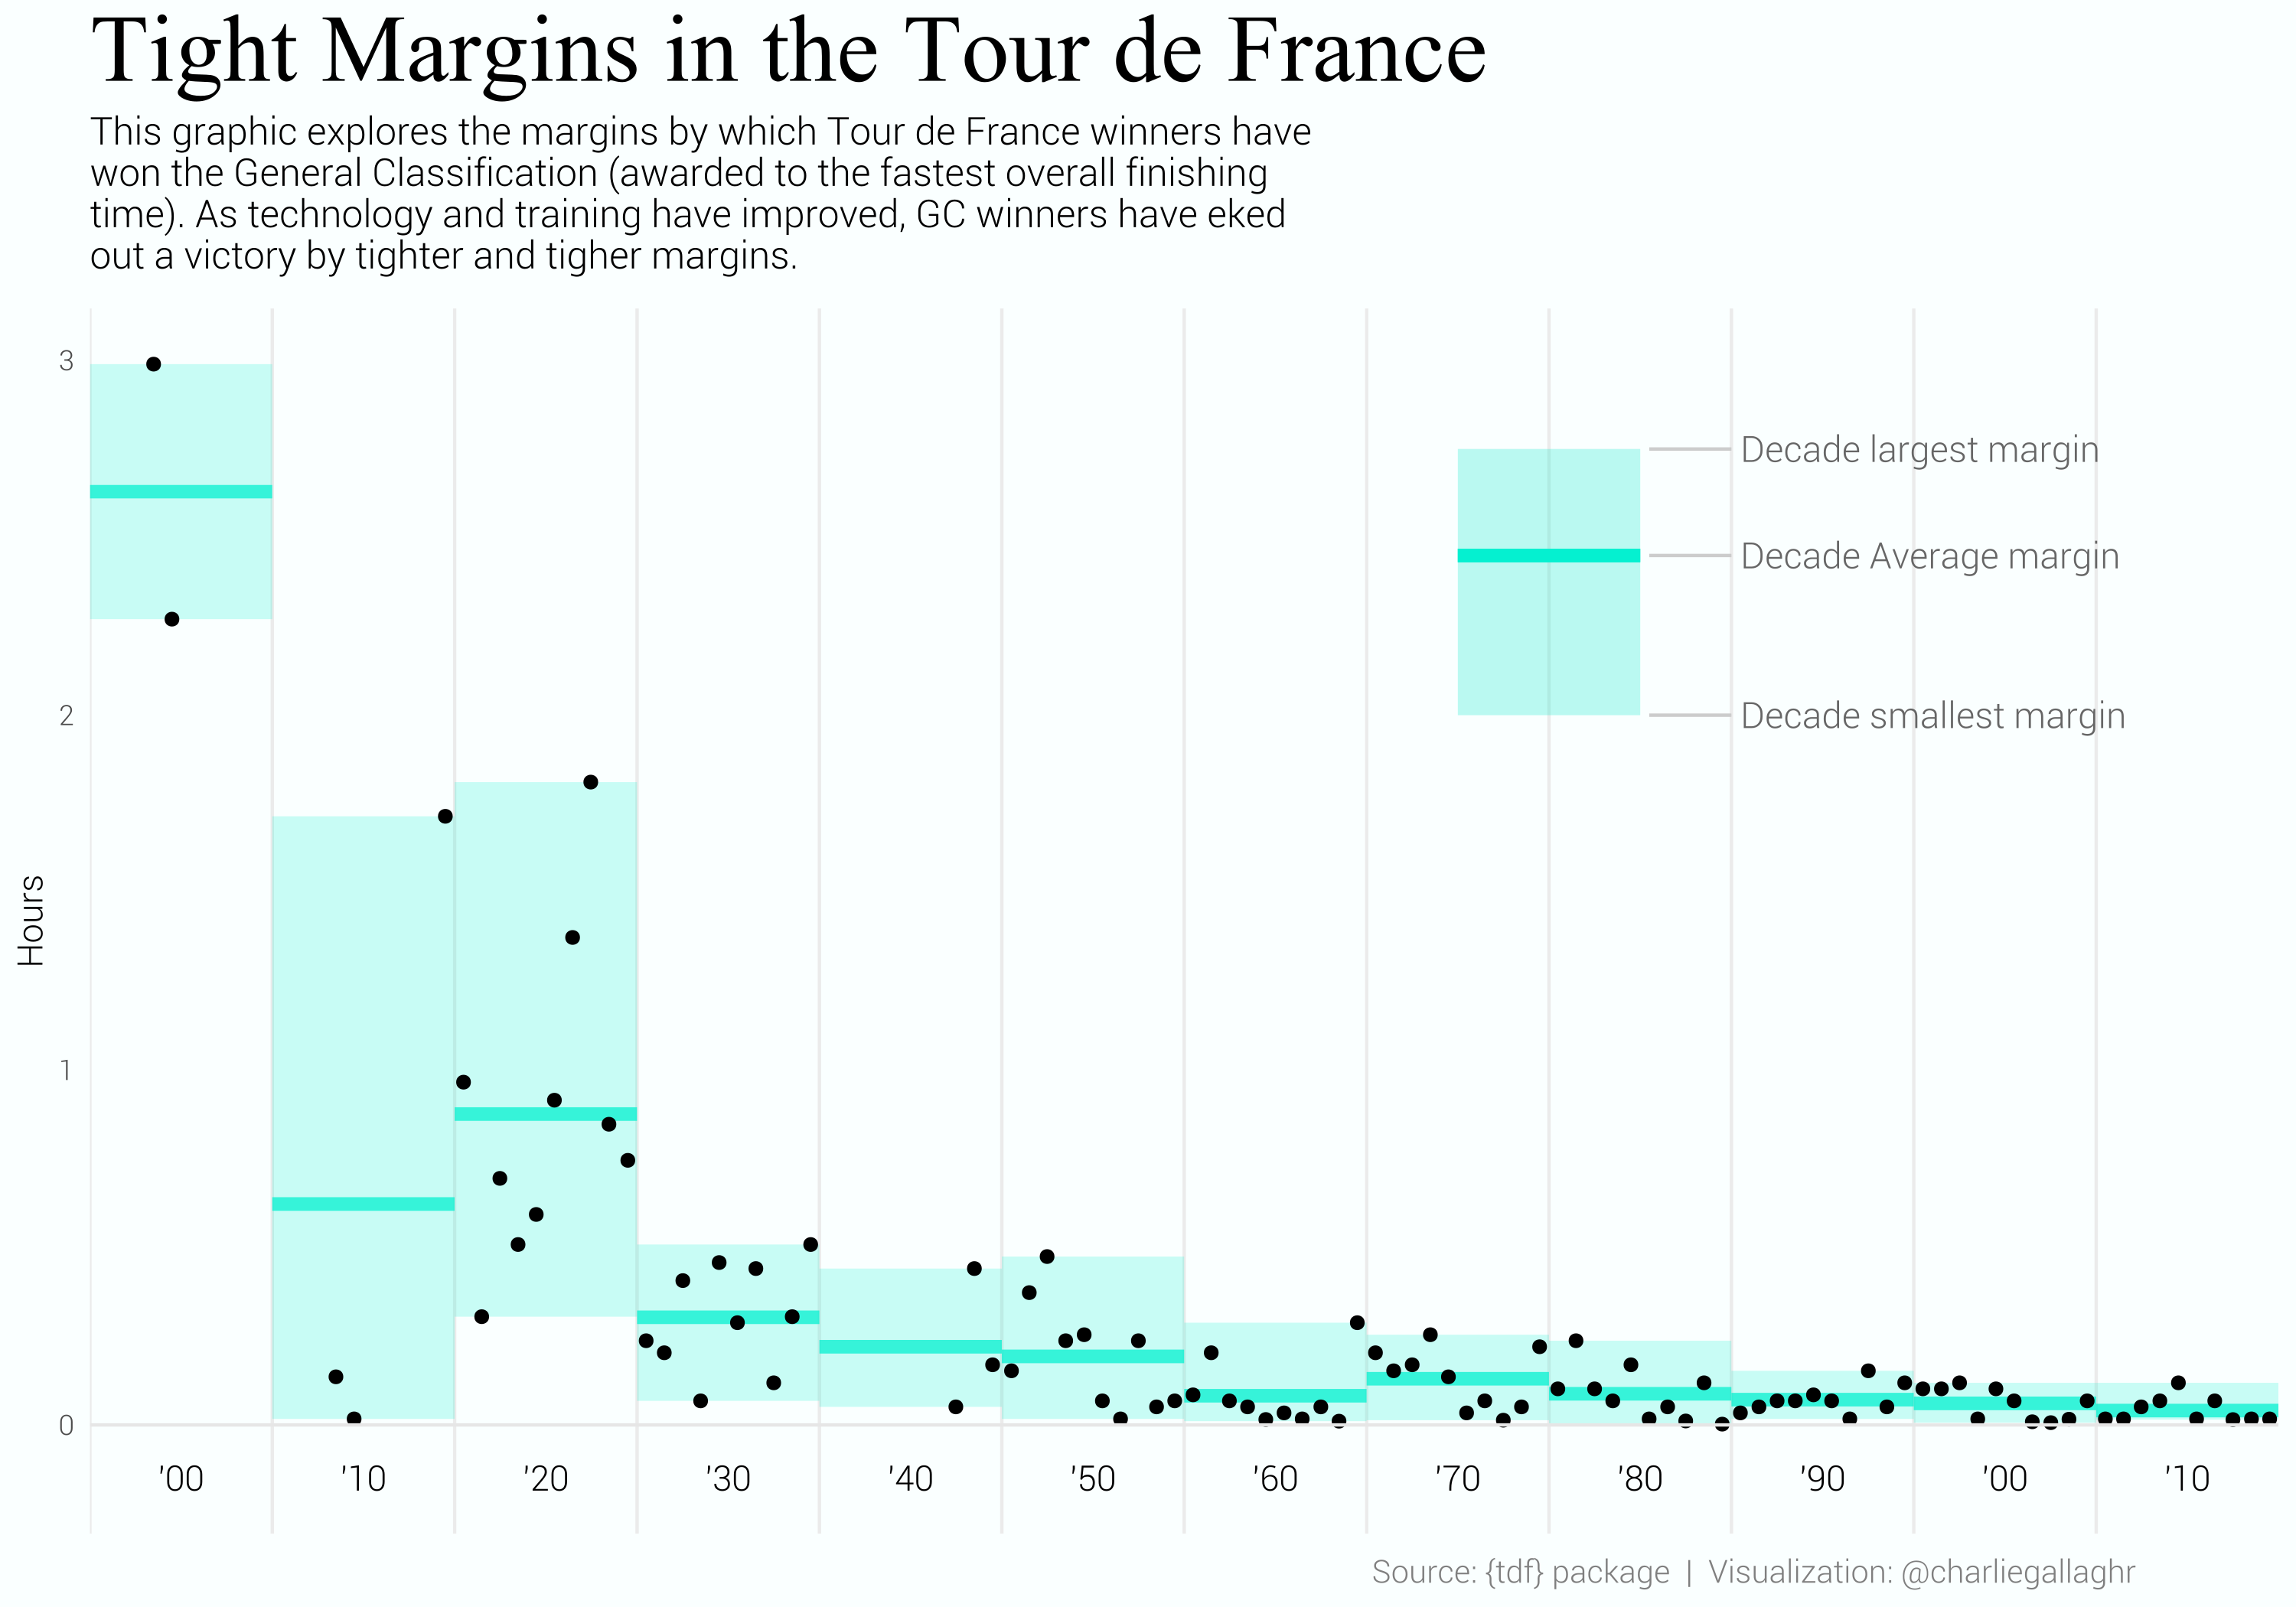 Tight Margins in the Tour de France
This graphic explores the margins by which Tour de France winners have
won the General Classification (awarded to the fastest overall finishing
time). As technology and training have improved, GC winners have eked
out a victory by tighter and tigher margins.
3
Decade largest margin
Decade Average margin
2
Decade smallest margin
Hours
1
0
'00 '10 '20 '30 '40 '50 '60 '70 '80 '90 '00 '10
Source: {tdf} package | Visualization: @charliegallaghr